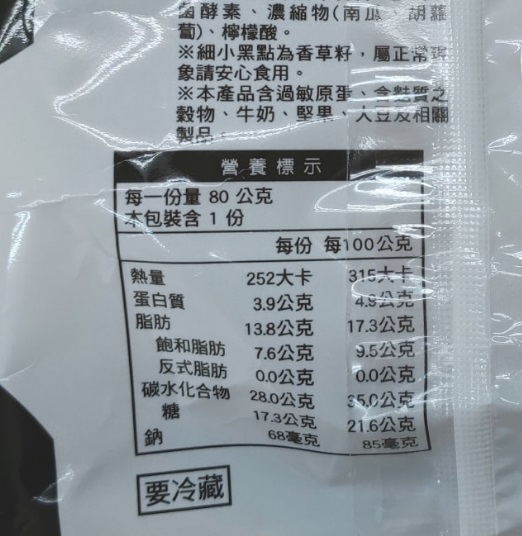 菌酵素、濃縮物(南瓜、胡蘿
蔔)、檸檬酸。
※細小黑點為香草籽，屬正常現
象請安心食用。
※本產品含過敏原蛋、含麩質之
穀物、牛奶、堅果、大豆及相關
製品。
營養標示
每一份量 80 公克
本包裝含 1 份
每份 每100公克
熱量 252大卡 315大卡
蛋白質 3.9公克 4.9公克
脂肪 13.8公克 17.3公克
飽和脂肪 7.6公克 9.5公克
反式脂肪 0.0公克 0.0公克
碳水化合物 28.0公克 35.0公克
糖 17.3公克 21.6公克
鈉 68毫克 85毫克
要冷藏